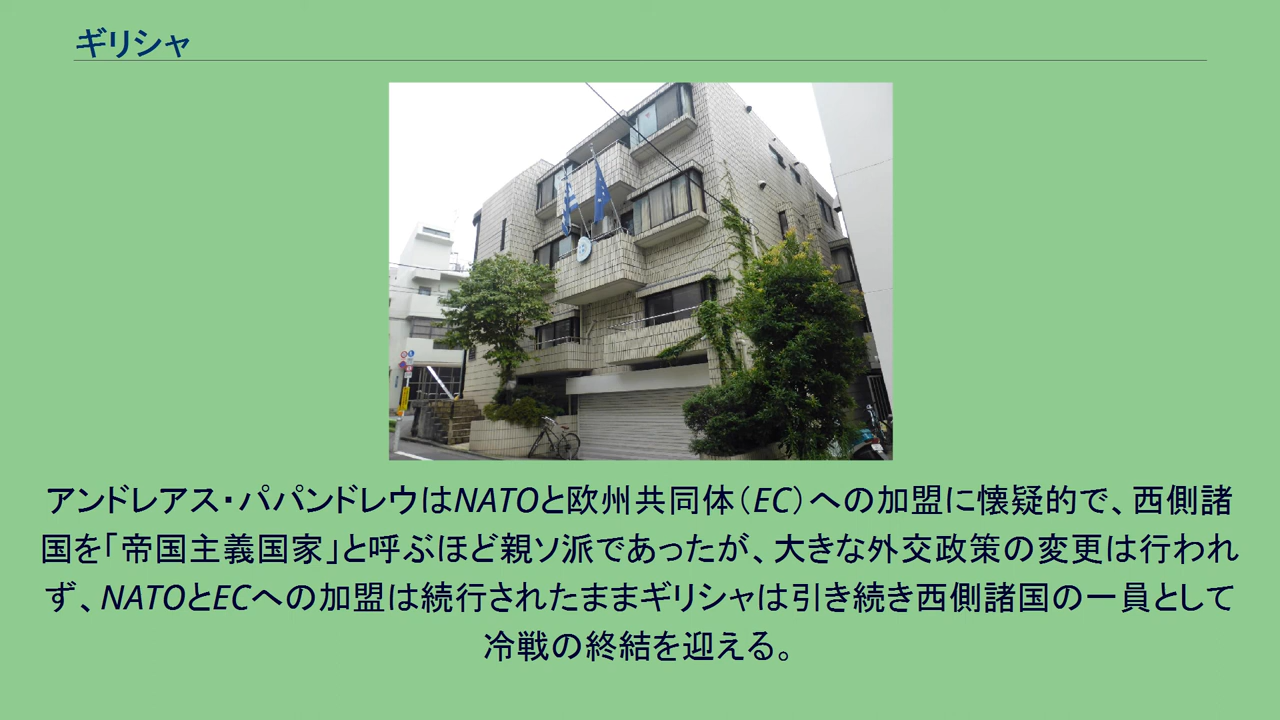 ギリシャ
アンドレアス・パパンドレウはNATOと欧州共同体（EC）への加盟に懐疑的で、西側諸
国を「帝国主義国家」と呼ぶほど親ソ派であったが、大きな外交政策の変更は行われ
ず、NATOとECへの加盟は続行されたままギリシャは引き続き西側諸国の一員として
冷戦の終結を迎える。